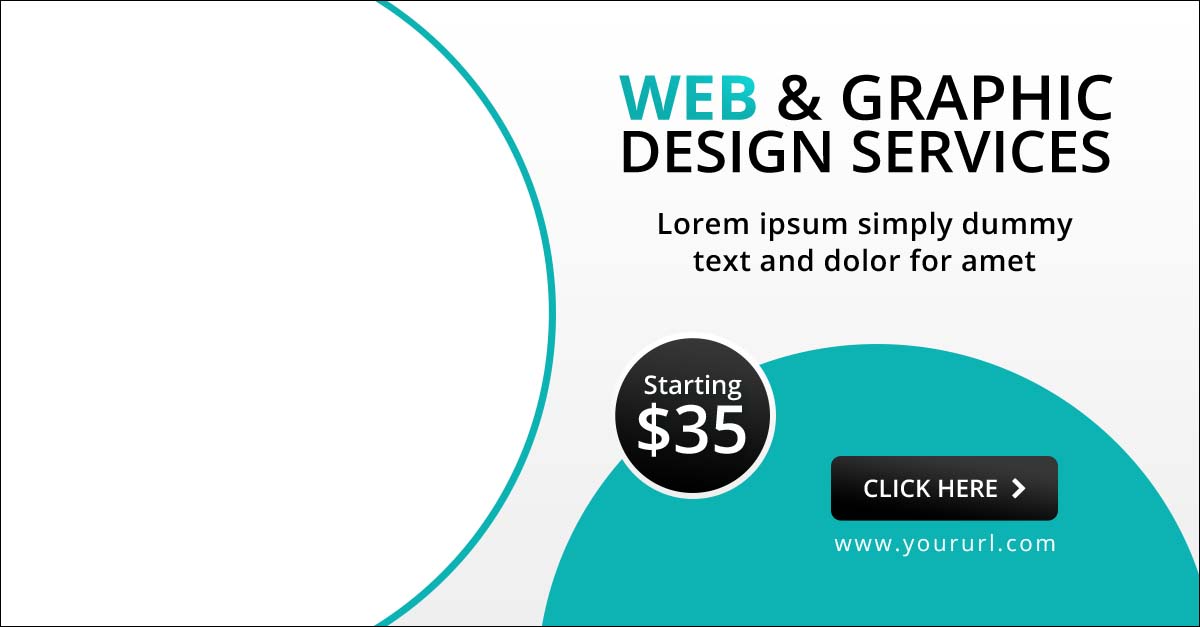 WEB & GRAPHIC
DESIGN SERVICES
Lorem ipsum simply dummy
text and dolor for amet
Starting
$35
CLICK HERE
www.yoururl.com